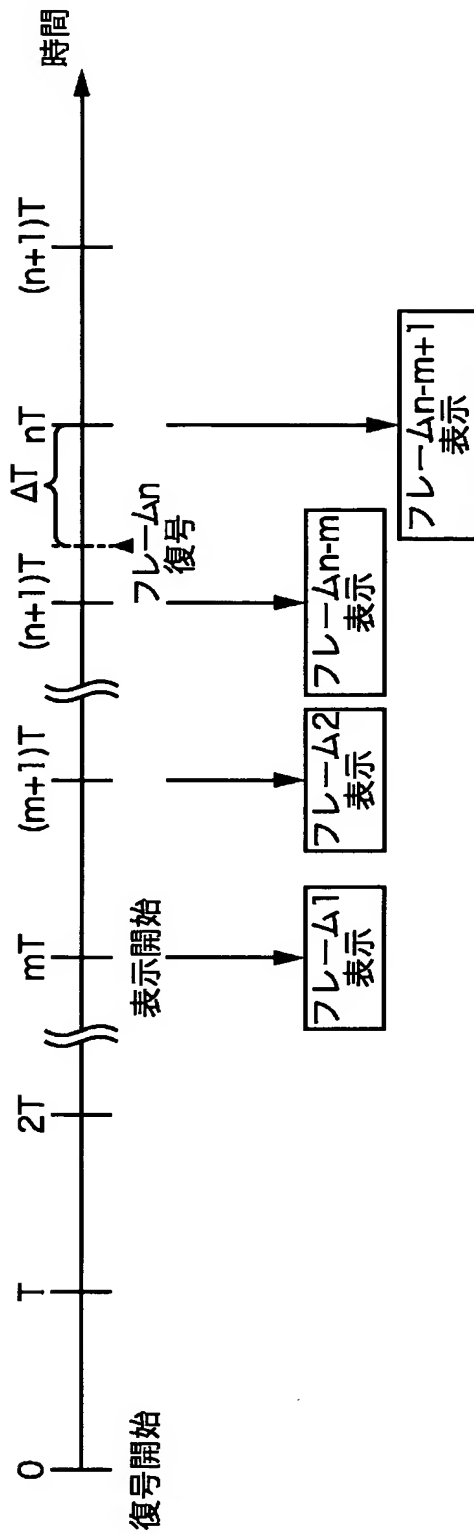 ΔT
0
T
2T
mT
(m+1)T
(n+1)T
nT
(n+1)T
時間
復号開始
表示開始
フレームn
復号
フレーム1
表示
フレーム2
表示
フレームn-m
表示
フレームn-m+1
表示